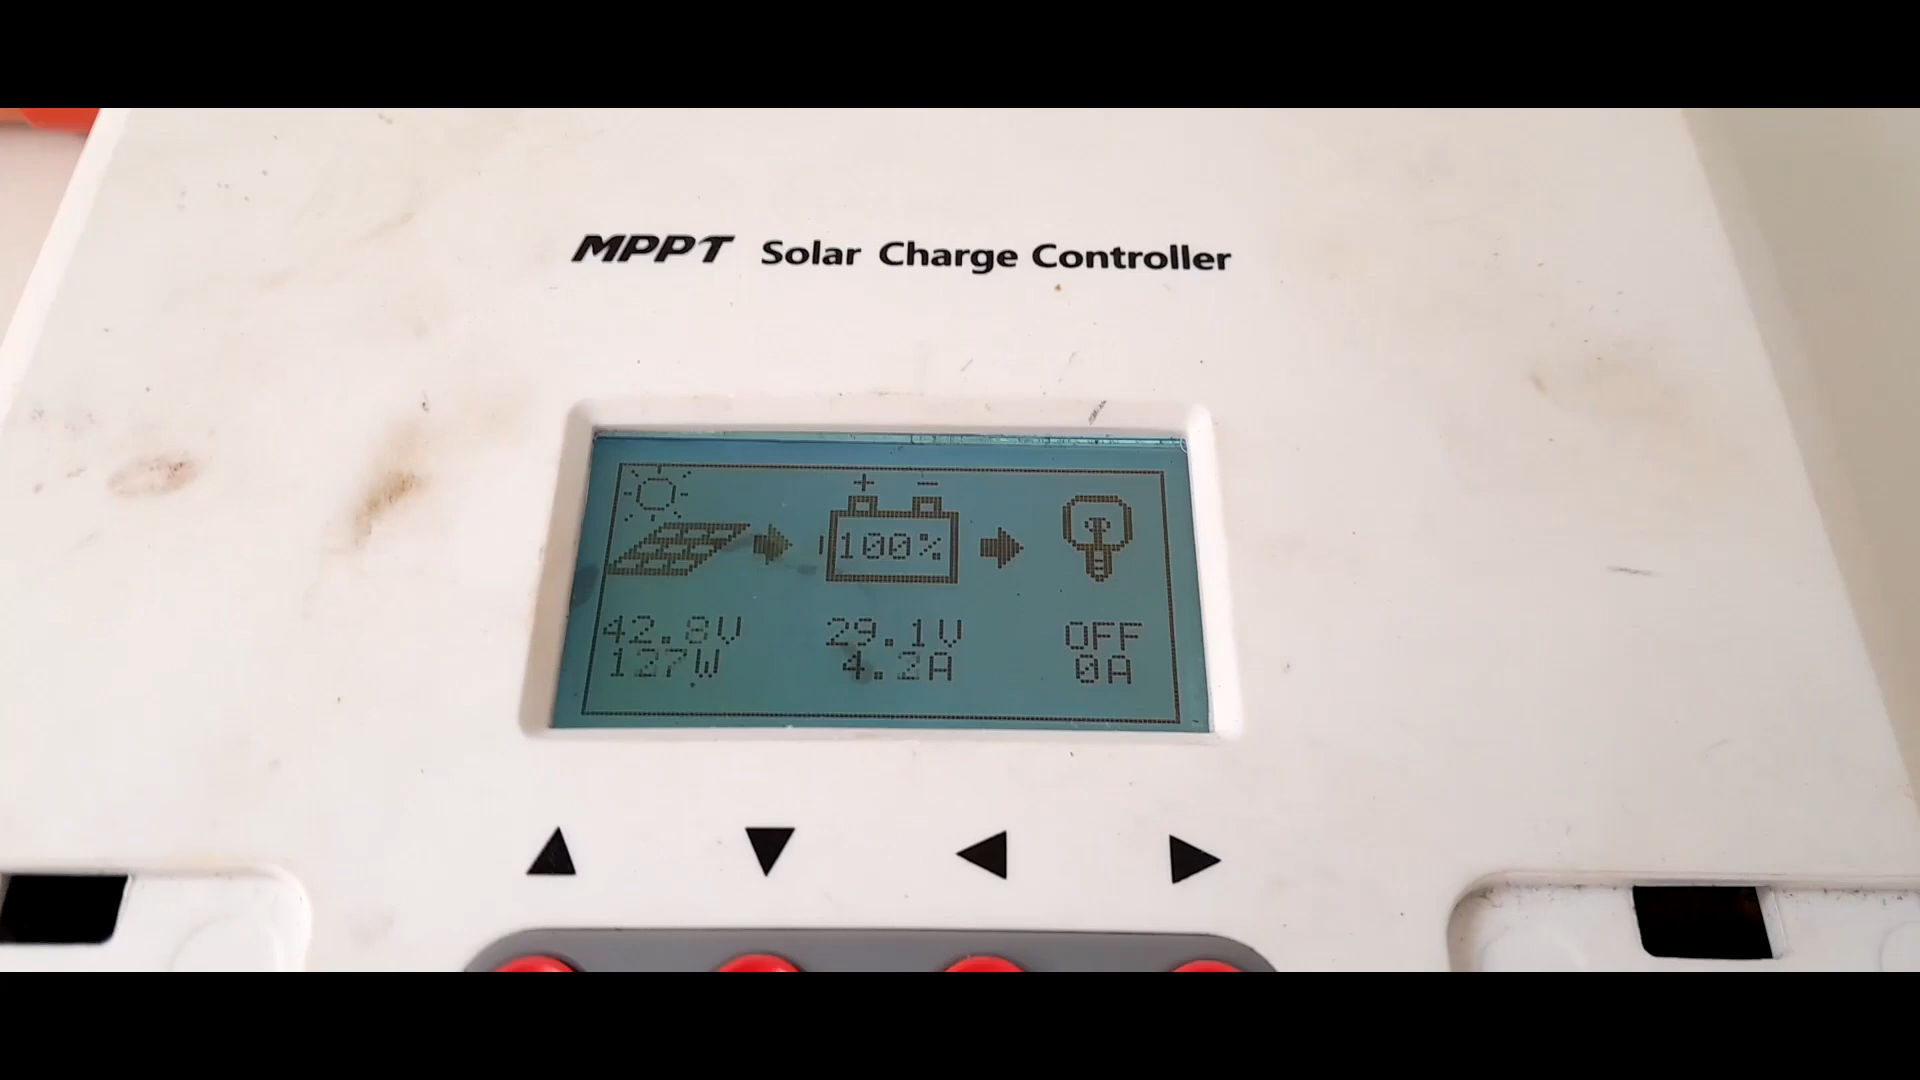 MPPT Solar Charge Controller
+ −
100%
42.8V 29.1V OFF
127W 4.2A 0A